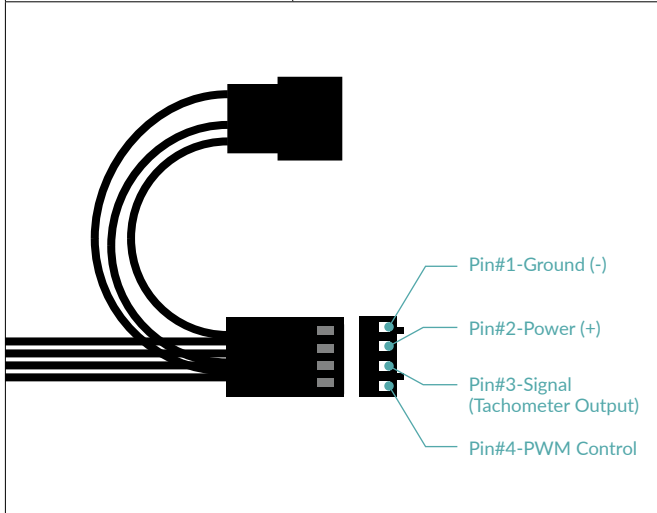 Pin#1-Ground (-)
Pin#2-Power (+)
Pin#3-Signal
(Tachometer Output)
Pin#4-PWM Control